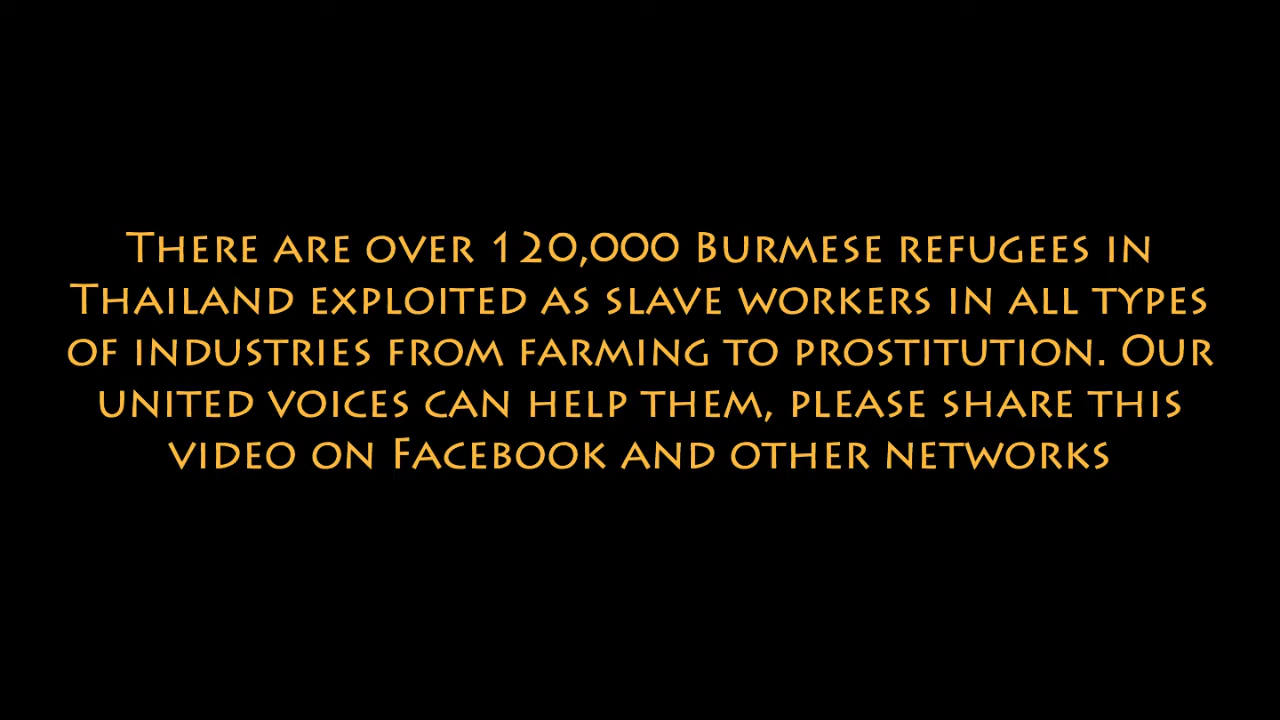 There are over 120,000 Burmese refugees in
Thailand exploited as slave workers in all types
of industries from farming to prostitution. Our
united voices can help them, please share this
video on Facebook and other networks